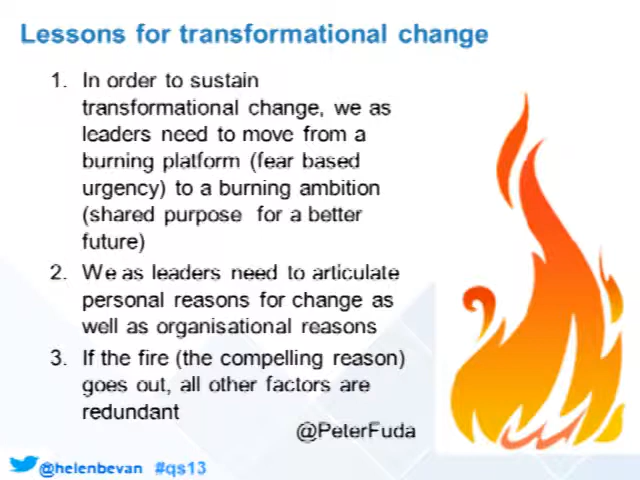 Lessons for transformational change
1. In order to sustain
transformational change, we as
leaders need to move from a
burning platform (fear based
urgency) to a burning ambition
(shared purpose for a better
future)
2. We as leaders need to articulate
personal reasons for change as
well as organisational reasons
3. If the fire (the compelling reason)
goes out, all other factors are
redundant
@PeterFuda
@helenbevan #qs13